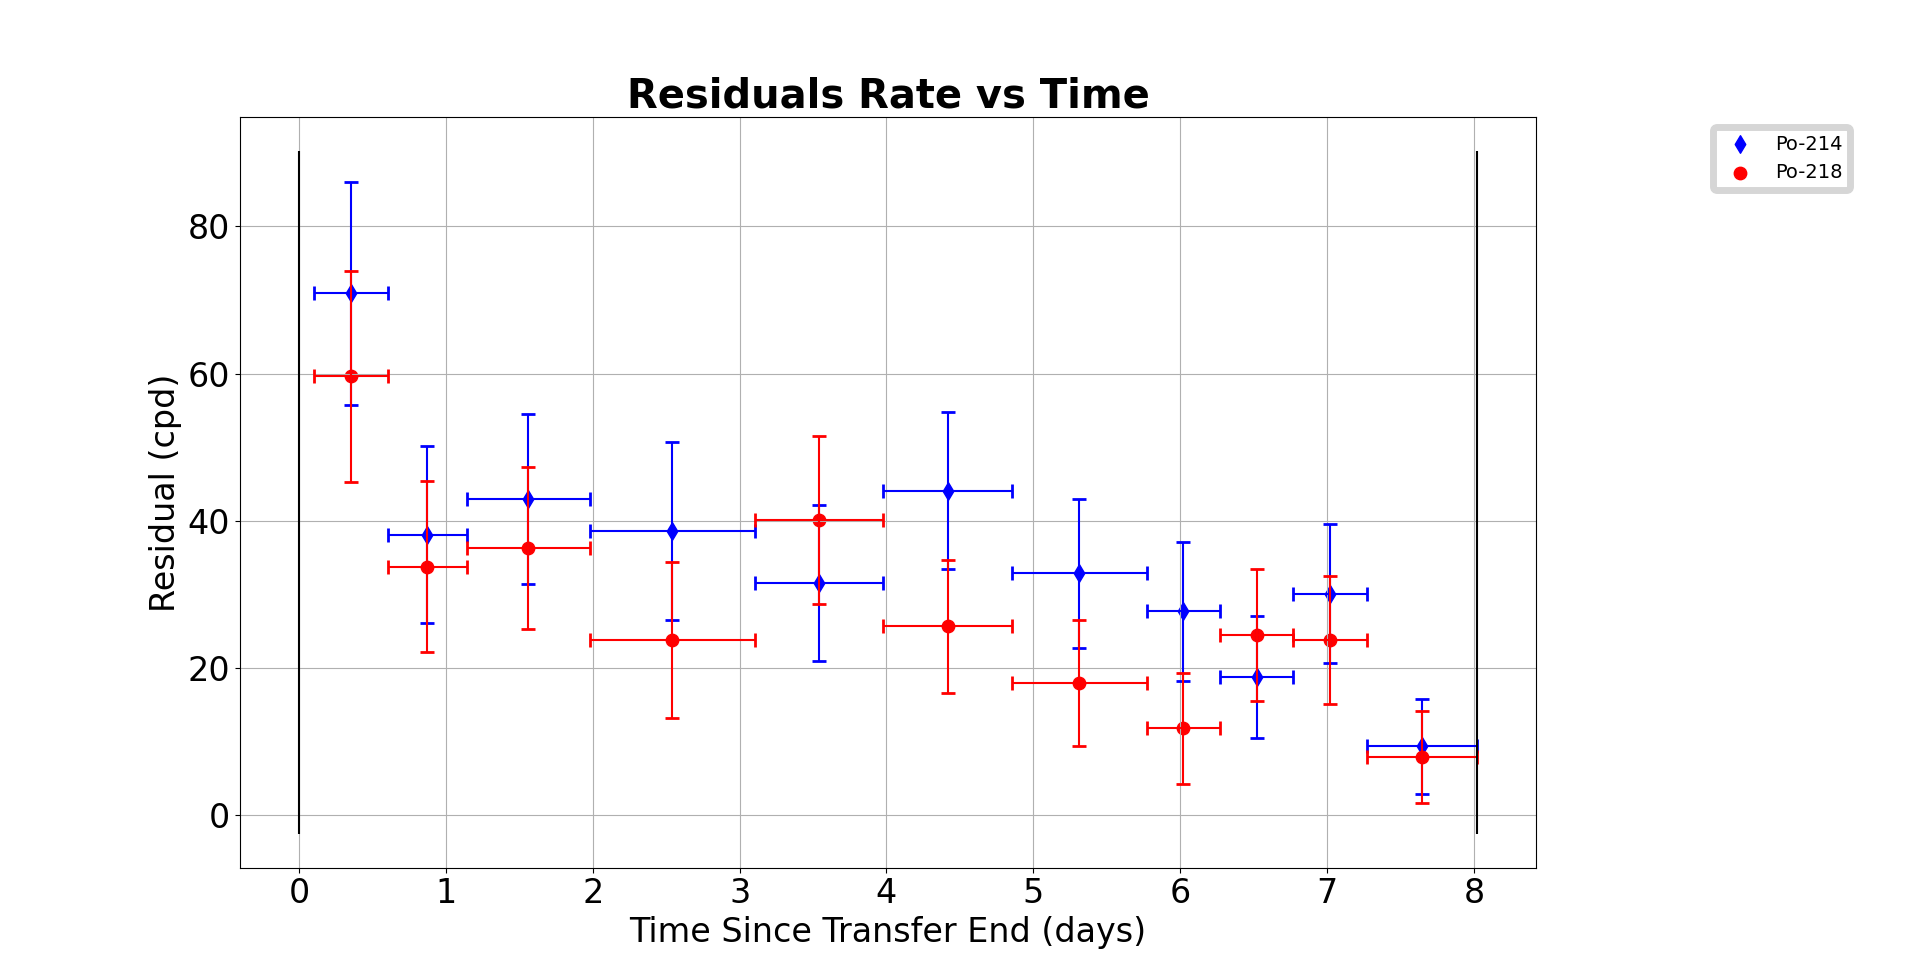 Residuals Rate vs Time
Po-214
Po-218
Residual (cpd)
80
60
40
20
0
0 1 2 3 4 5 6 7 8
Time Since Transfer End (days)